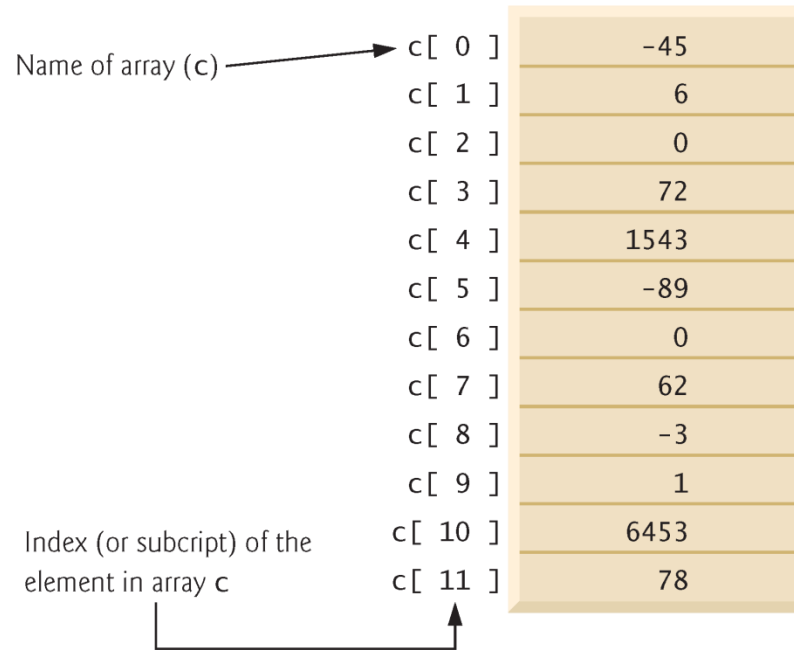 Name of array (c)
c[ 0 ] -45
c[ 1 ] 6
c[ 2 ] 0
c[ 3 ] 72
c[ 4 ] 1543
c[ 5 ] -89
c[ 6 ] 0
c[ 7 ] 62
c[ 8 ] -3
c[ 9 ] 1
c[ 10 ] 6453
c[ 11 ] 78
Index (or subcript) of the
element in array c